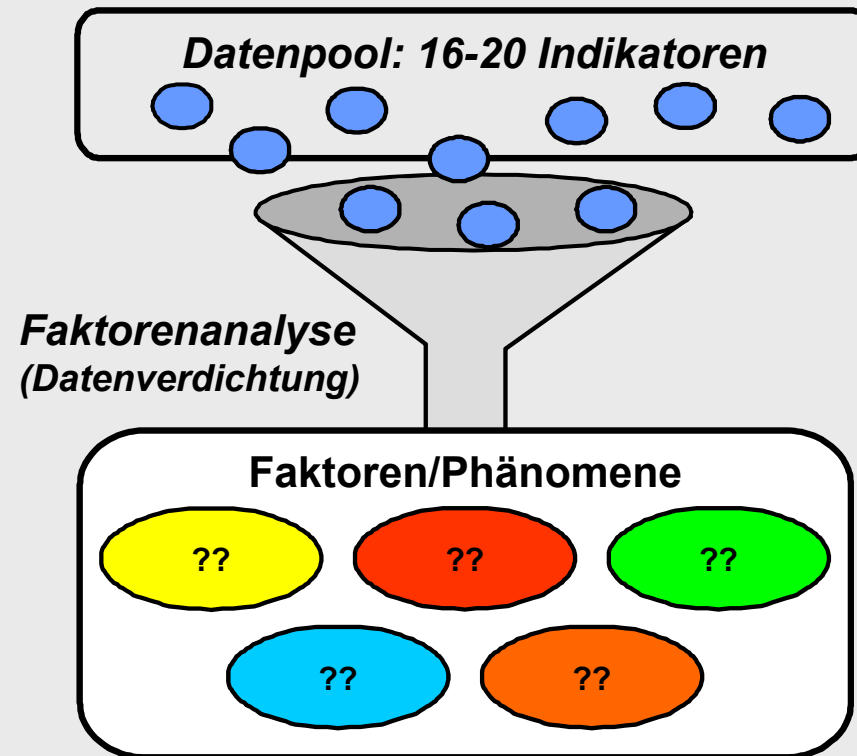 Datenpool: 16-20 Indikatoren
Faktorenanalyse
(Datenverdichtung)
Faktoren/Phänomene
??
??
??
??
??